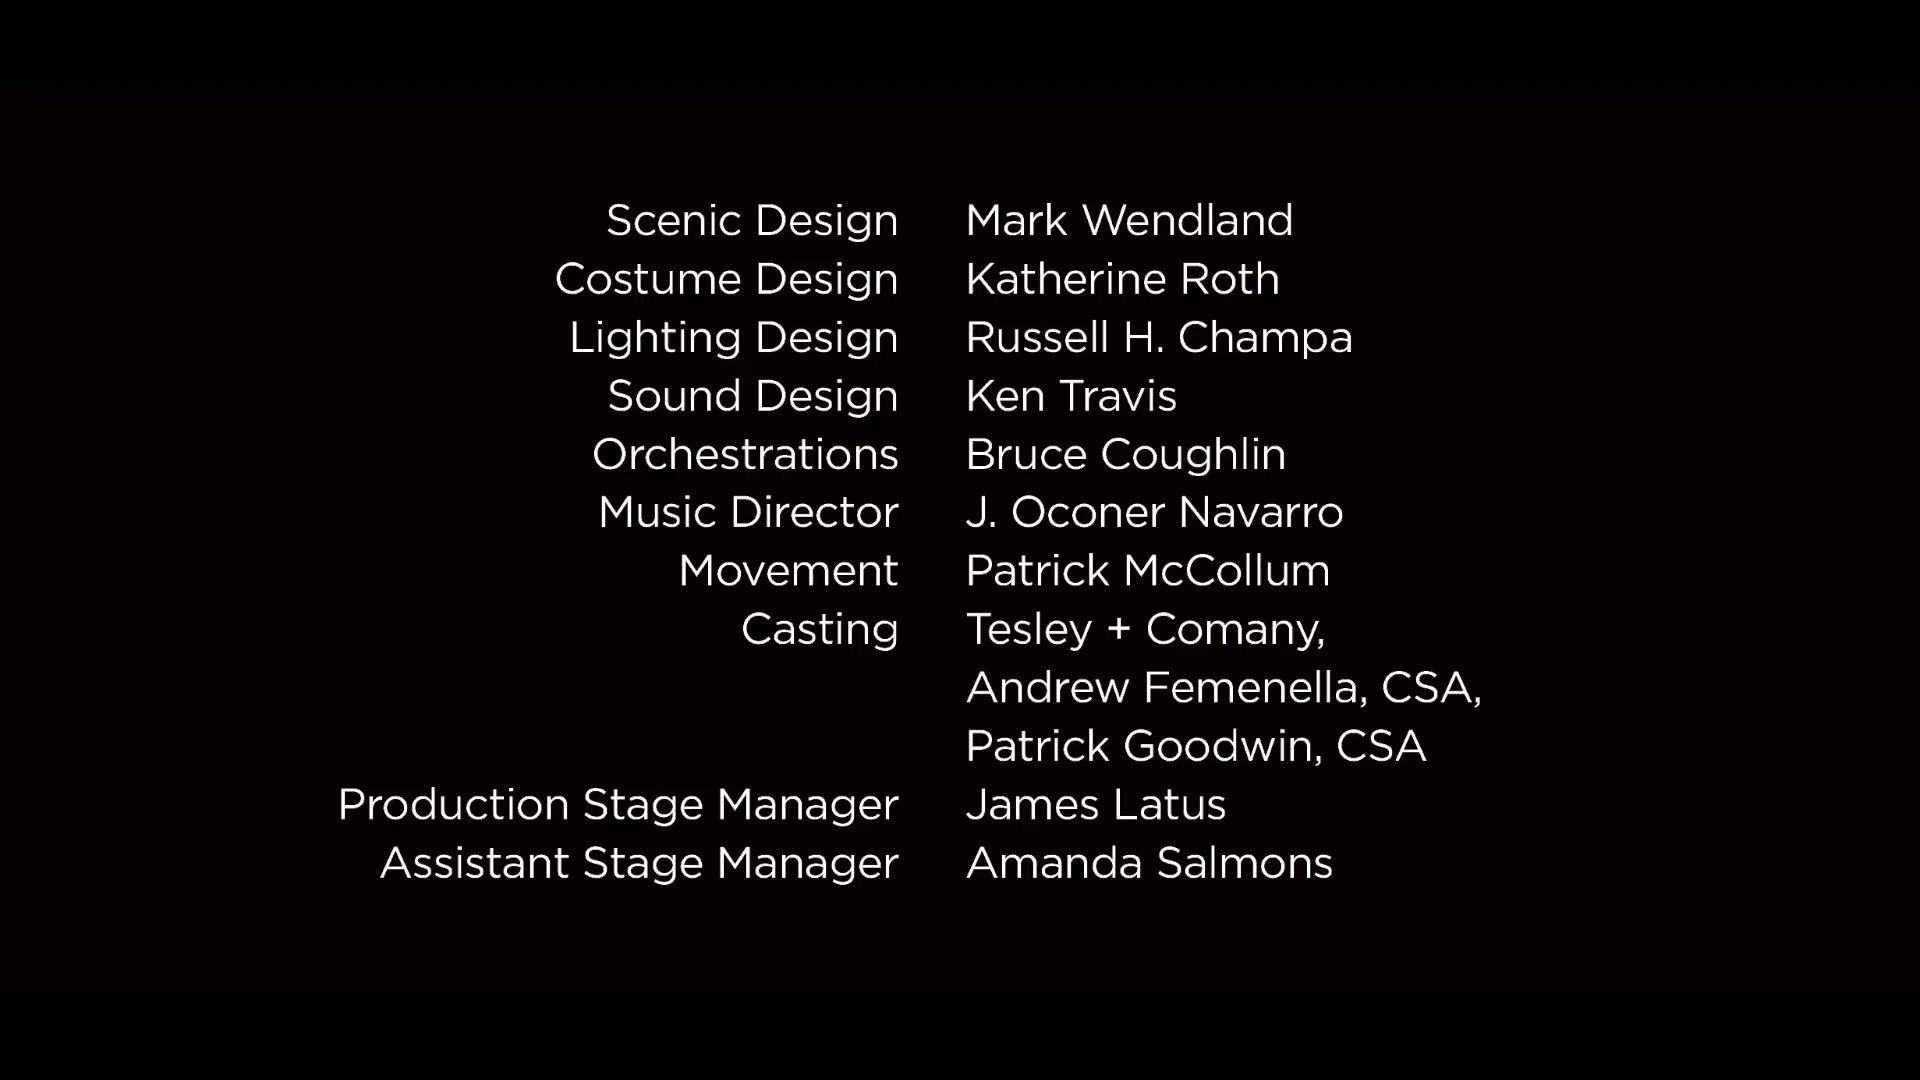 Scenic Design Mark Wendland
Costume Design Katherine Roth
Lighting Design Russell H. Champa
Sound Design Ken Travis
Orchestrations Bruce Coughlin
Music Director J. Oconer Navarro
Movement Patrick McCollum
Casting Tesley + Comany,
Andrew Femenella, CSA,
Patrick Goodwin, CSA
Production Stage Manager James Latus
Assistant Stage Manager Amanda Salmons